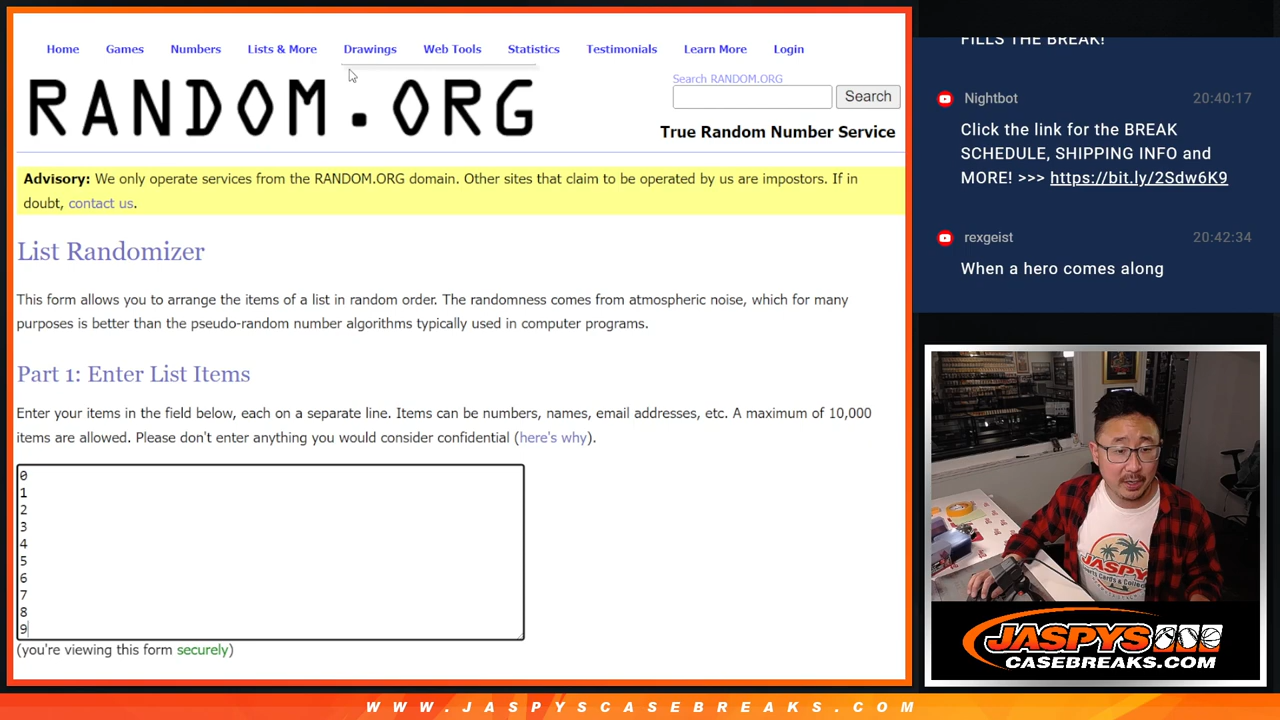 Home Games Numbers Lists & More Drawings Web Tools Statistics Testimonials Learn More Login
RANDOM.ORG
Search RANDOM.ORG
Search
True Random Number Service
Advisory: We only operate services from the RANDOM.ORG domain. Other sites that claim to be operated by us are impostors. If in
doubt, contact us.
List Randomizer
This form allows you to arrange the items of a list in random order. The randomness comes from atmospheric noise, which for many
purposes is better than the pseudo-random number algorithms typically used in computer programs.
Part 1: Enter List Items
Enter your items in the field below, each on a separate line. Items can be numbers, names, email addresses, etc. A maximum of 10,000
items are allowed. Please don't enter anything you would consider confidential (here's why).
0
1
2
3
4
5
6
7
8
9
(you're viewing this form securely)
FILLS THE BREAK!
Nightbot 20:40:17
Click the link for the BREAK
SCHEDULE, SHIPPING INFO and
MORE! >>> https://bit.ly/2Sdw6K9
rexgeist 20:42:34
When a hero comes along
JASPYS
CASEBREAKS.COM
WWW.JASPYSCASEBREAKS.COM